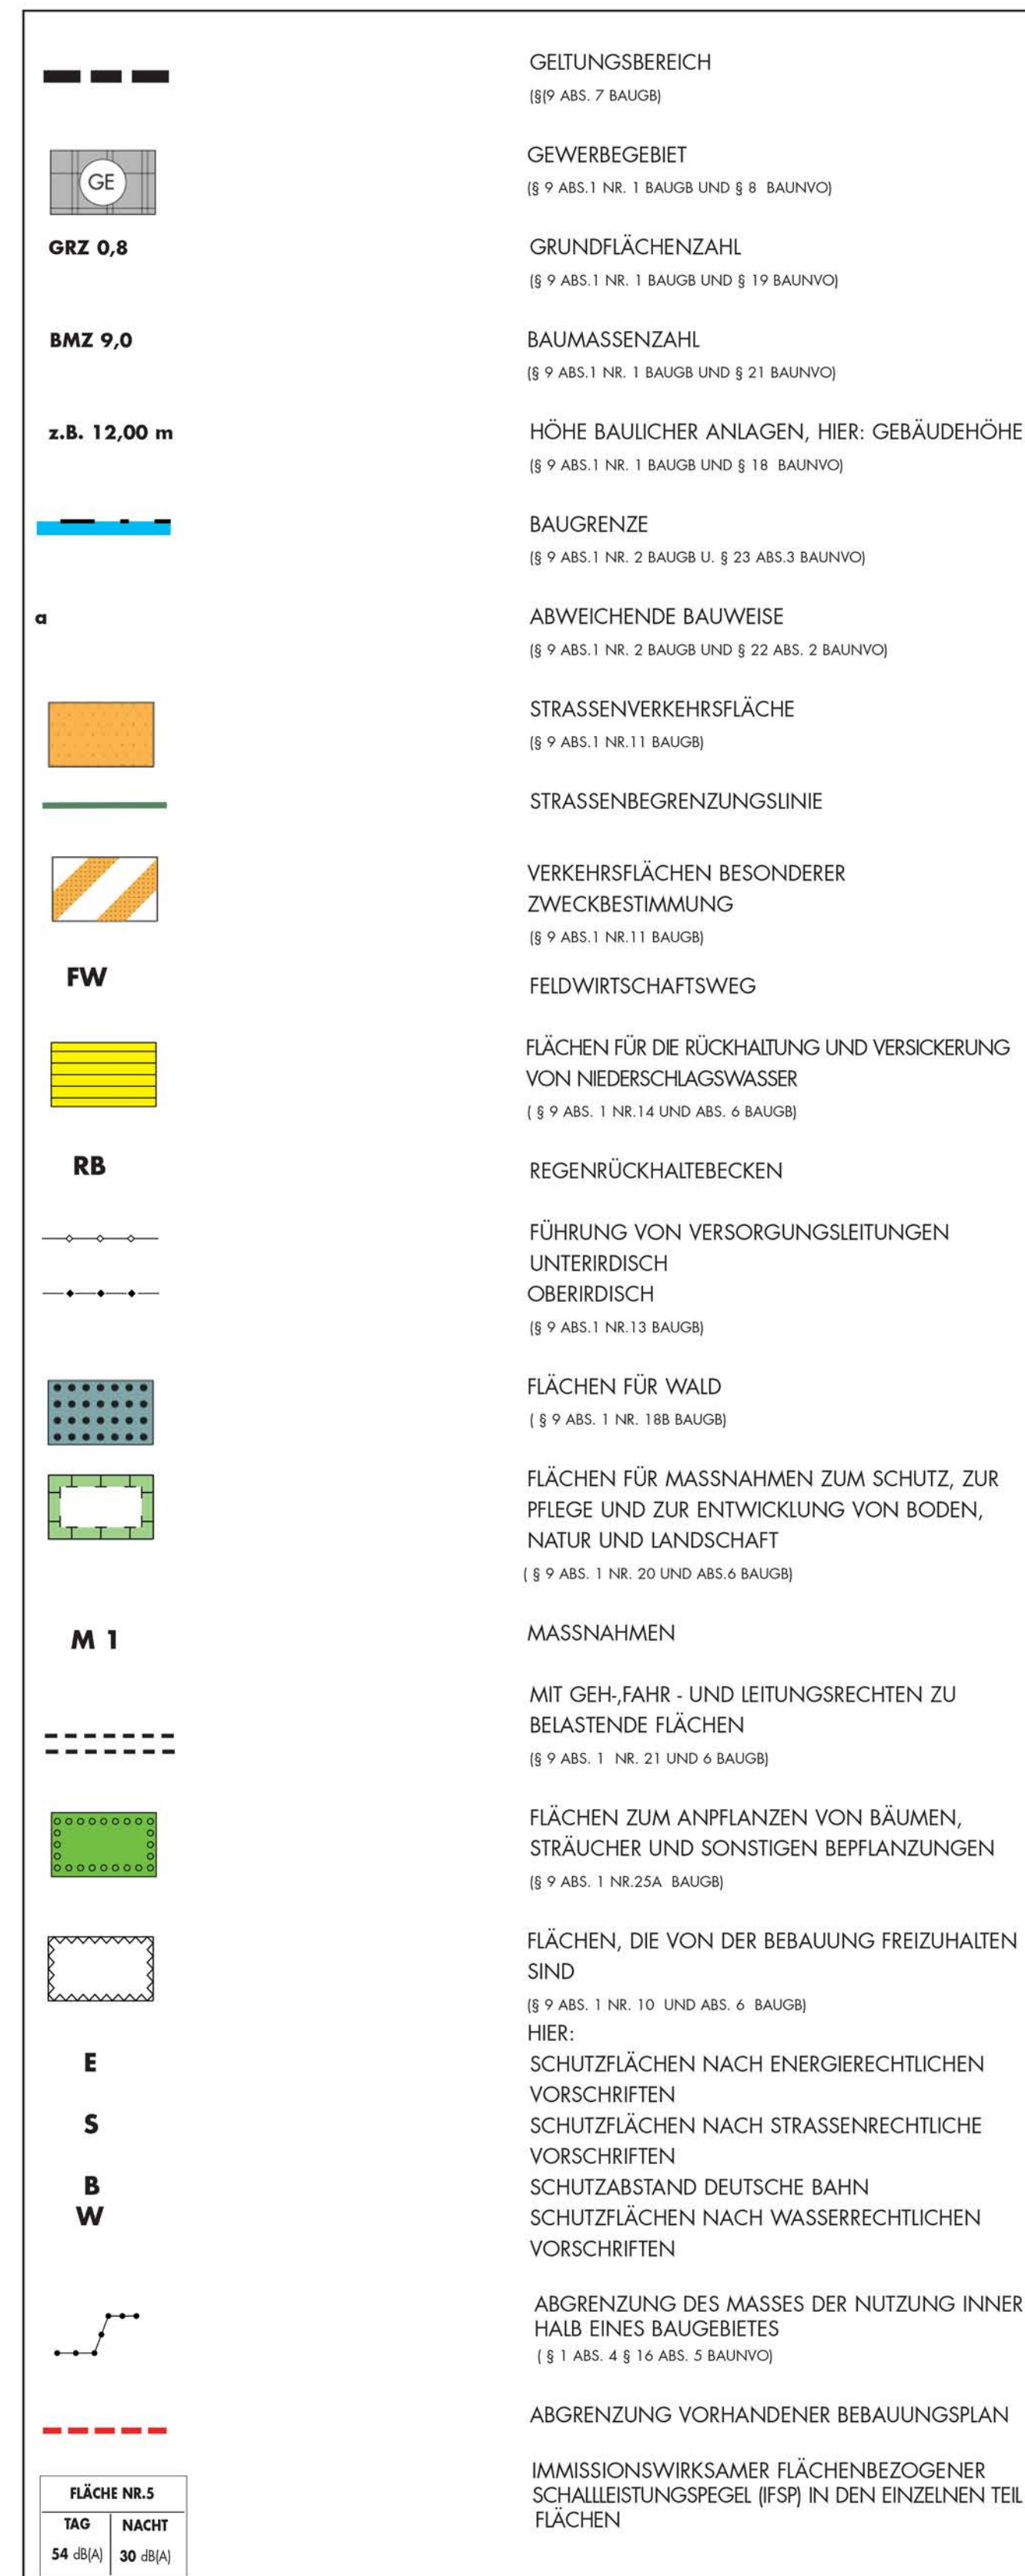 GELTUNGSBEREICH
(§(9 ABS. 7 BAUGB)
GE
GEWERBEGEBIET
(§ 9 ABS.1 NR. 1 BAUGB UND § 8 BAUNVO)
GRZ 0,8
GRUNDFLÄCHENZAHL
(§ 9 ABS.1 NR. 1 BAUGB UND § 19 BAUNVO)
BMZ 9,0
BAUMASSENZAHL
(§ 9 ABS.1 NR. 1 BAUGB UND § 21 BAUNVO)
z.B. 12,00 m
HÖHE BAULICHER ANLAGEN, HIER: GEBÄUDEHÖHE
(§ 9 ABS.1 NR. 1 BAUGB UND § 18 BAUNVO)
BAUGRENZE
(§ 9 ABS.1 NR. 2 BAUGB U. § 23 ABS.3 BAUNVO)
a
ABWEICHENDE BAUWEISE
(§ 9 ABS.1 NR. 2 BAUGB UND § 22 ABS. 2 BAUNVO)
STRASSENVERKEHRSFLÄCHE
(§ 9 ABS.1 NR.11 BAUGB)
STRASSENBEGRENZUNGSLINIE
VERKEHRSFLÄCHEN BESONDERER
ZWECKBESTIMMUNG
(§ 9 ABS.1 NR.11 BAUGB)
FW
FELDWIRTSCHAFTSWEG
FLÄCHEN FÜR DIE RÜCKHALTUNG UND VERSICKERUNG
VON NIEDERSCHLAGSWASSER
( § 9 ABS. 1 NR.14 UND ABS. 6 BAUGB)
RB
REGENRÜCKHALTEBECKEN
FÜHRUNG VON VERSORGUNGSLEITUNGEN
UNTERIRDISCH
OBERIRDISCH
(§ 9 ABS.1 NR.13 BAUGB)
FLÄCHEN FÜR WALD
( § 9 ABS. 1 NR. 18B BAUGB)
FLÄCHEN FÜR MASSNAHMEN ZUM SCHUTZ, ZUR
PFLEGE UND ZUR ENTWICKLUNG VON BODEN,
NATUR UND LANDSCHAFT
( § 9 ABS. 1 NR. 20 UND ABS.6 BAUGB)
M 1
MASSNAHMEN
MIT GEH-,FAHR - UND LEITUNGSRECHTEN ZU
BELASTENDE FLÄCHEN
(§ 9 ABS. 1 NR. 21 UND 6 BAUGB)
FLÄCHEN ZUM ANPFLANZEN VON BÄUMEN,
STRÄUCHER UND SONSTIGEN BEPFLANZUNGEN
(§ 9 ABS. 1 NR.25A BAUGB)
FLÄCHEN, DIE VON DER BEBAUUNG FREIZUHALTEN
SIND
(§ 9 ABS. 1 NR. 10 UND ABS. 6 BAUGB)
HIER:
E
SCHUTZFLÄCHEN NACH ENERGIERECHTLICHEN
VORSCHRIFTEN
S
SCHUTZFLÄCHEN NACH STRASSENRECHTLICHE
VORSCHRIFTEN
B
SCHUTZABSTAND DEUTSCHE BAHN
W
SCHUTZFLÄCHEN NACH WASSERRECHTLICHEN
VORSCHRIFTEN
ABGRENZUNG DES MASSES DER NUTZUNG INNER
HALB EINES BAUGEBIETES
( § 1 ABS. 4 § 16 ABS. 5 BAUNVO)
ABGRENZUNG VORHANDENER BEBAUUNGSPLAN
IMMISSIONSWIRKSAMER FLÄCHENBEZOGENER
SCHALLLEISTUNGSPEGEL (IFSP) IN DEN EINZELNEN TEIL
FLÄCHEN
FLÄCHE NR.5
TAG NACHT
54 dB(A) 30 dB(A)